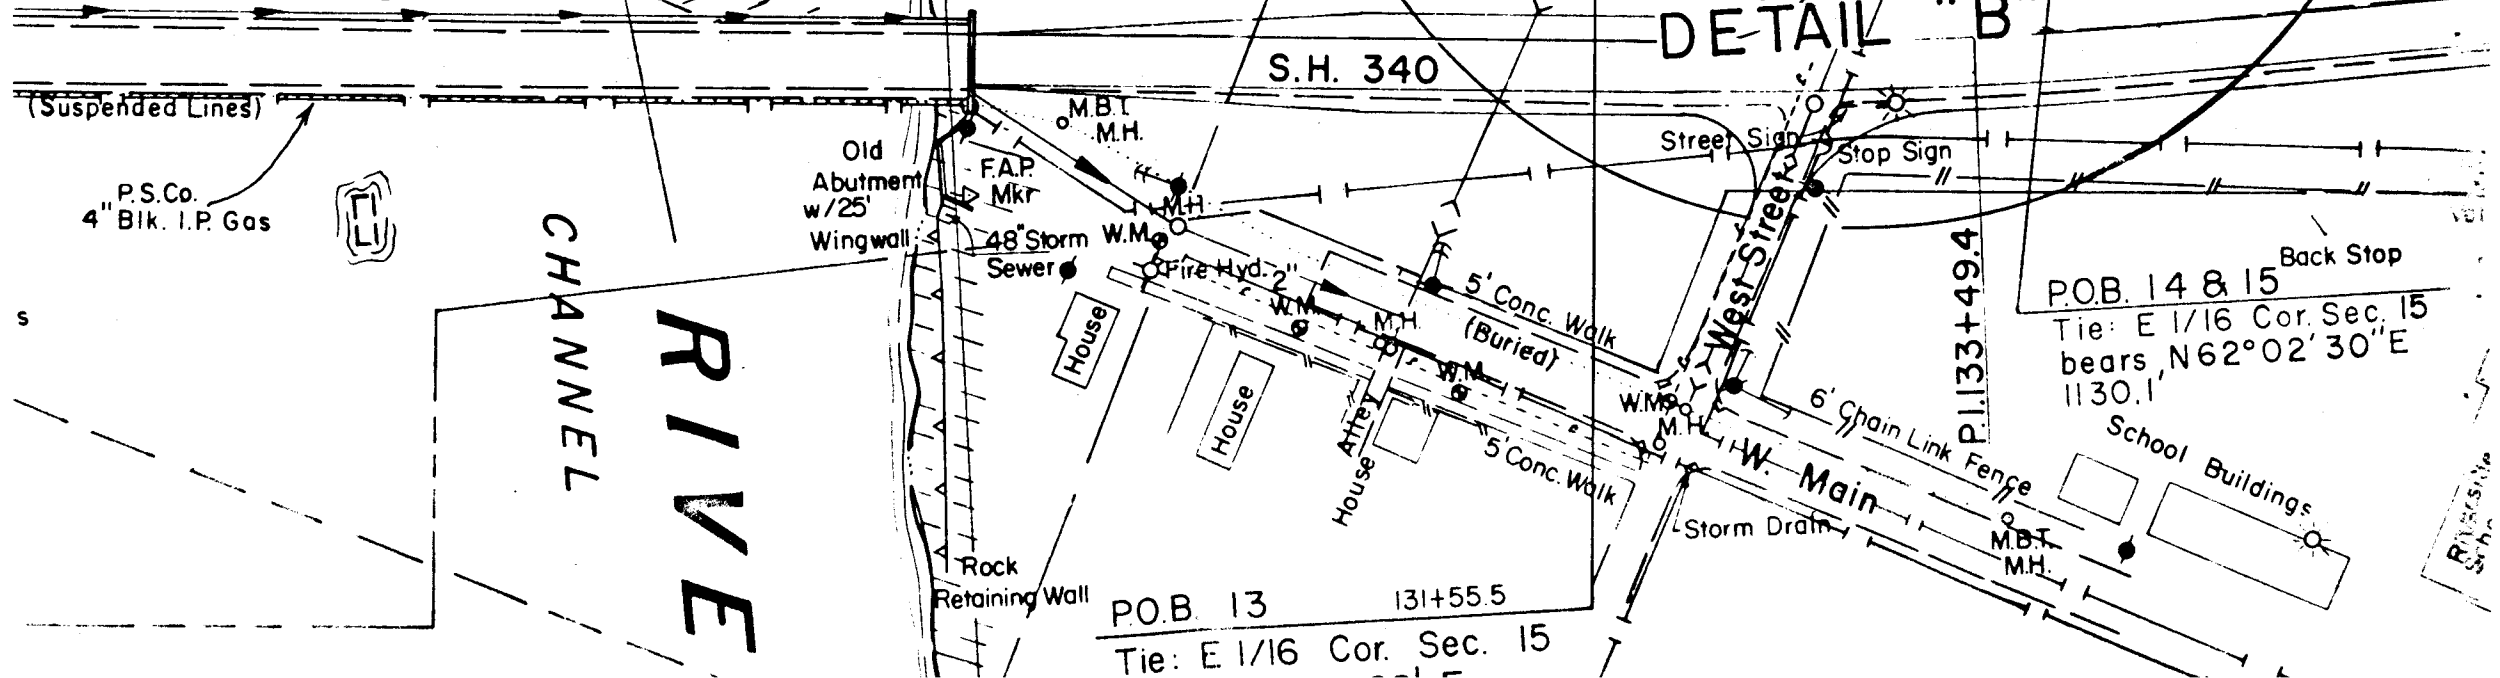 DETAIL "B"
S.H. 340
(Suspended Lines)
P.S.Co.
4" Blk. I.P. Gas
CHANNEL
RIVE
s
Old
Abutment
w/25'
Wingwall
F.A.P.
Mkr
M.B.T.
M.H.
M.H.
W.M.
48" Storm
Sewer
Fire Hyd.
2"
W.M.
M.H.
W.M.
5' Conc. Walk
(Buried)
House
House
Alley
House
5' Conc. Walk
Rock
Retaining Wall
P.O.B. 13
131+55.5
Tie: E 1/16 Cor. Sec. 15
Street Sign
Stop Sign
West Street
W.M.
M.H.
W. Main
Storm Drain
6' Chain Link Fence
P.I. 133+49.4
Back Stop
P.O.B. 14 & 15
Tie: E 1/16 Cor. Sec. 15
bears N62°02'30"E
1130.1'
School Buildings
M.B.T.
M.H.